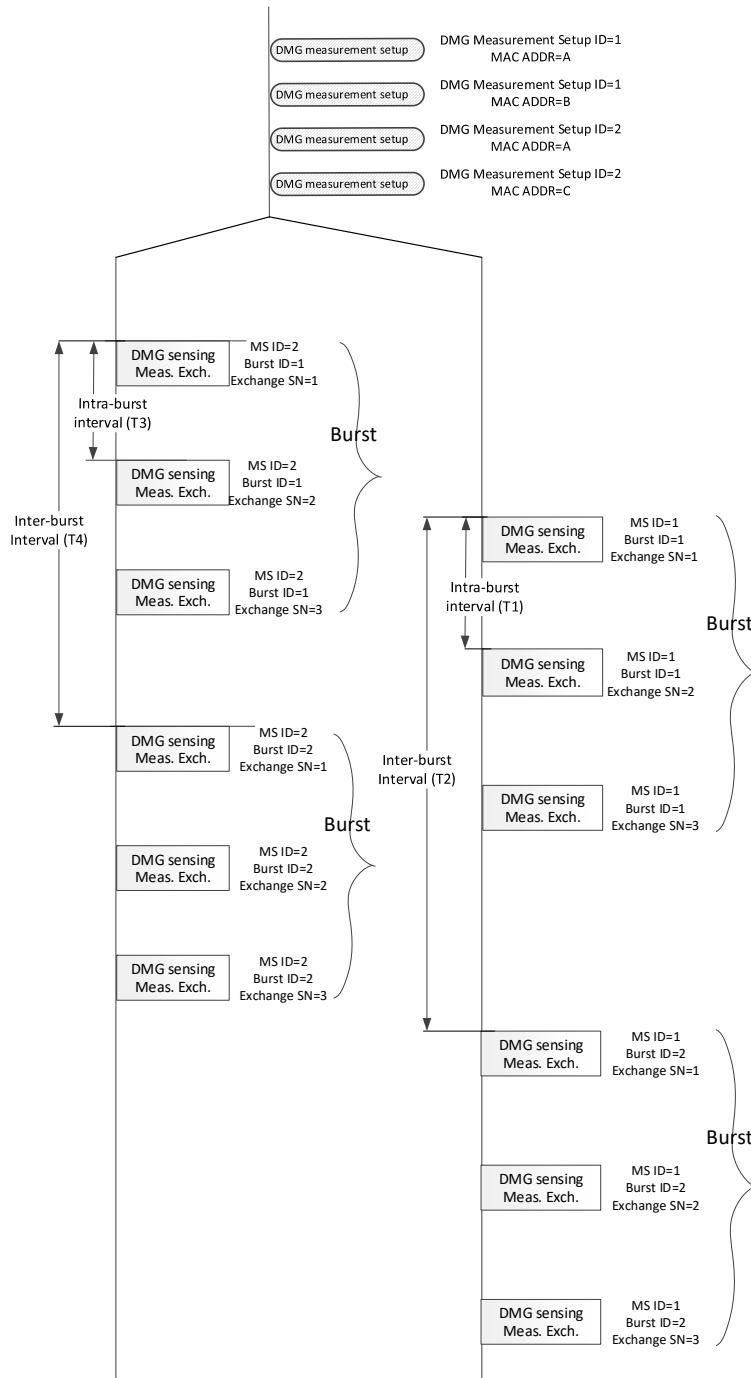 DMG measurement setup
DMG Measurement Setup ID=1
MAC ADDR=A
DMG measurement setup
DMG Measurement Setup ID=1
MAC ADDR=B
DMG measurement setup
DMG Measurement Setup ID=2
MAC ADDR=A
DMG measurement setup
DMG Measurement Setup ID=2
MAC ADDR=C
DMG sensing
Meas. Exch.
MS ID=2
Burst ID=1
Exchange SN=1
Intra-burst
interval (T3)
Burst
DMG sensing
Meas. Exch.
MS ID=2
Burst ID=1
Exchange SN=2
Inter-burst
Interval (T4)
DMG sensing
Meas. Exch.
MS ID=2
Burst ID=1
Exchange SN=3
DMG sensing
Meas. Exch.
MS ID=2
Burst ID=2
Exchange SN=1
Burst
DMG sensing
Meas. Exch.
MS ID=2
Burst ID=2
Exchange SN=2
DMG sensing
Meas. Exch.
MS ID=2
Burst ID=2
Exchange SN=3
DMG sensing
Meas. Exch.
MS ID=1
Burst ID=1
Exchange SN=1
Intra-burst
interval (T1)
Burst
DMG sensing
Meas. Exch.
MS ID=1
Burst ID=1
Exchange SN=2
Inter-burst
Interval (T2)
DMG sensing
Meas. Exch.
MS ID=1
Burst ID=1
Exchange SN=3
DMG sensing
Meas. Exch.
MS ID=1
Burst ID=2
Exchange SN=1
Burst
DMG sensing
Meas. Exch.
MS ID=1
Burst ID=2
Exchange SN=2
DMG sensing
Meas. Exch.
MS ID=1
Burst ID=2
Exchange SN=3